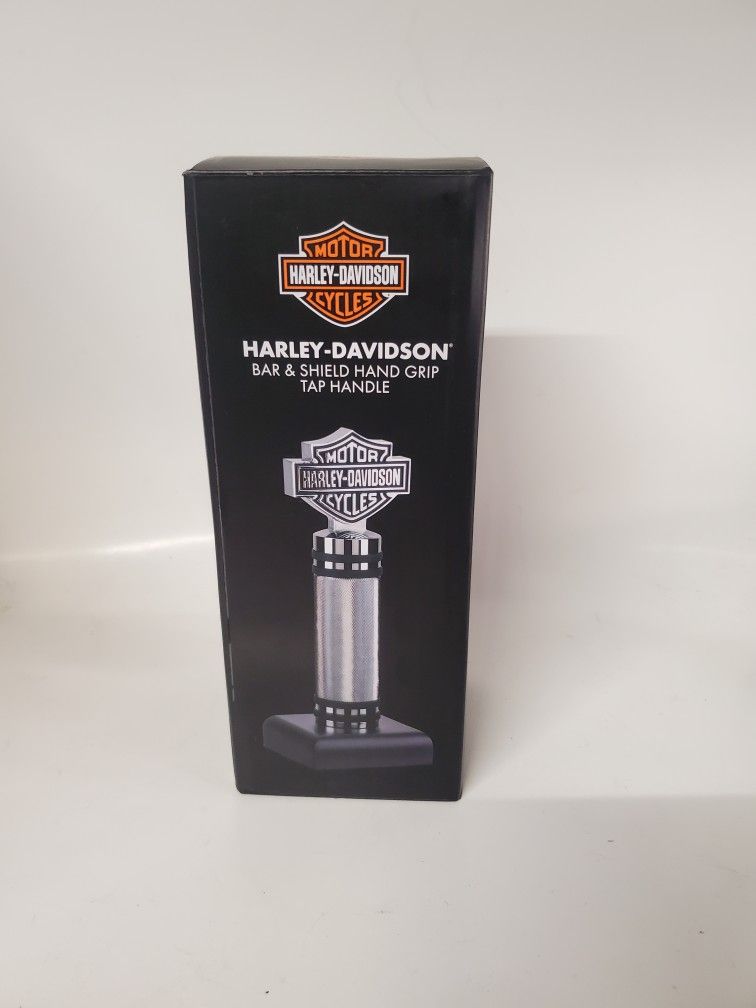 MOTOR
HARLEY-DAVIDSON
CYCLES
HARLEY-DAVIDSON®
BAR & SHIELD HAND GRIP
TAP HANDLE
MOTOR
HARLEY-DAVIDSON
CYCLES